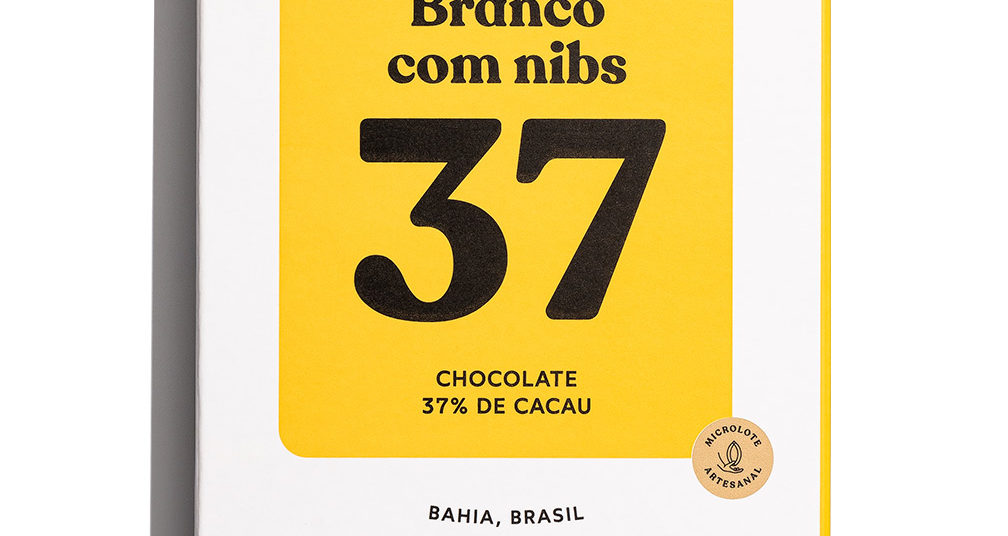 Branco
com nibs
37
CHOCOLATE
37% DE CACAU
MICROLOTE
ARTESANAL
BAHIA, BRASIL